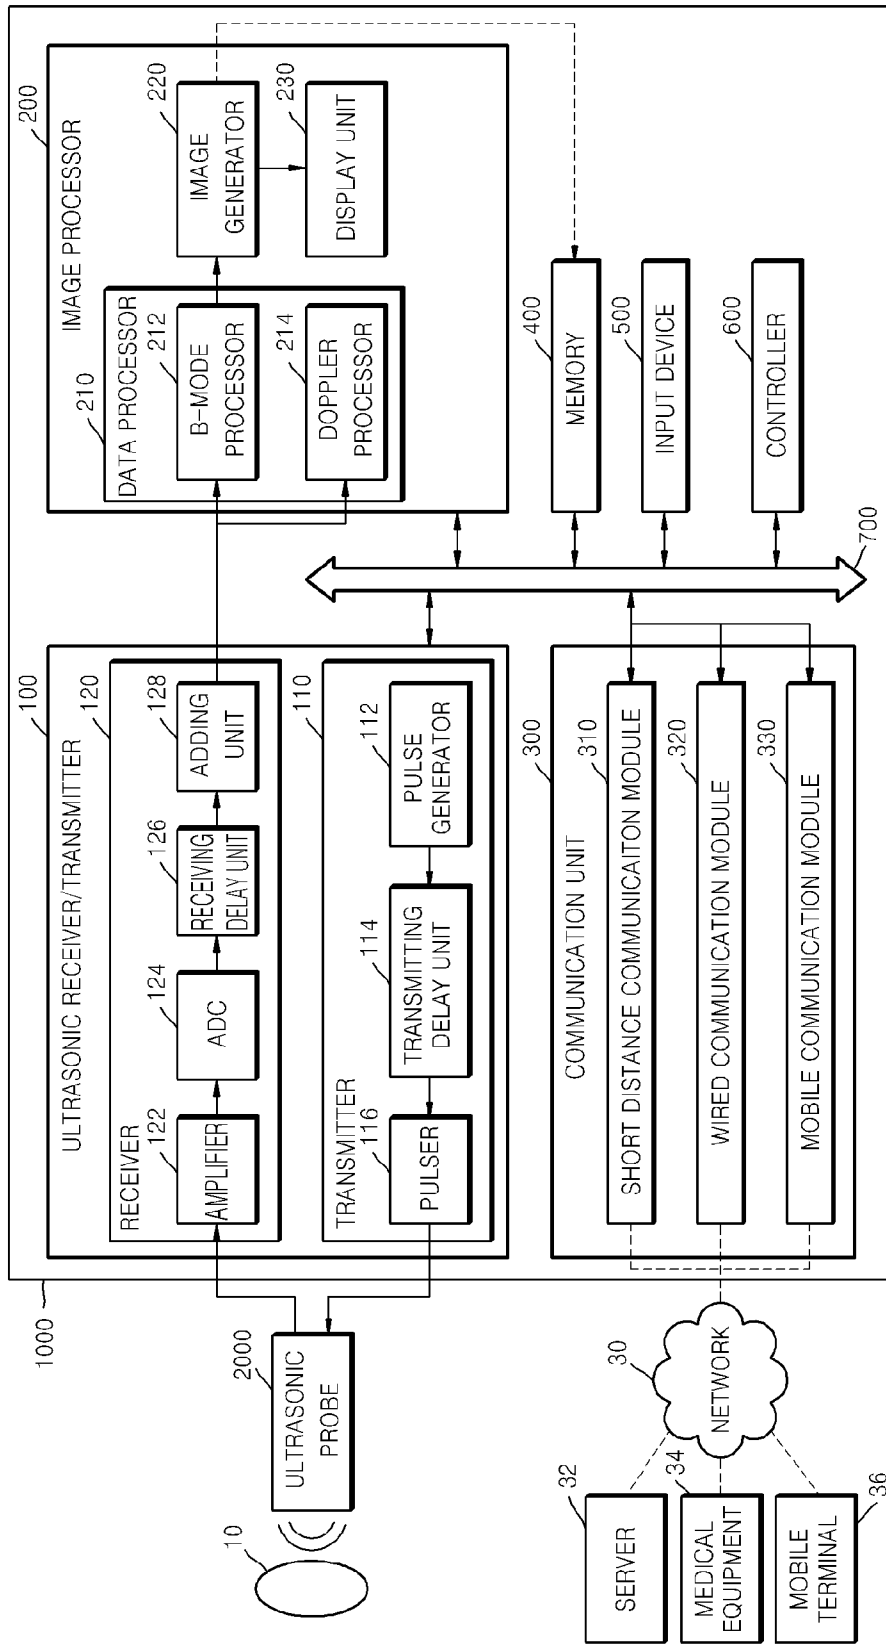 1000
10
2000
ULTRASONIC
PROBE
100
ULTRASONIC RECEIVER/TRANSMITTER
120
RECEIVER
122
AMPLIFIER
124
ADC
126
RECEIVING
DELAY UNIT
128
ADDING
UNIT
110
TRANSMITTER
116
PULSER
114
TRANSMITTING
DELAY UNIT
112
PULSE
GENERATOR
200
IMAGE PROCESSOR
210
DATA PROCESSOR
212
B-MODE
PROCESSOR
214
DOPPLER
PROCESSOR
220
IMAGE
GENERATOR
230
DISPLAY UNIT
30
NETWORK
32
SERVER
34
MEDICAL
EQUIPMENT
36
MOBILE
TERMINAL
300
COMMUNICATION UNIT
310
SHORT DISTANCE COMMUNICAITON MODULE
320
WIRED COMMUNICATION MODULE
330
MOBILE COMMUNICATION MODULE
400
MEMORY
500
INPUT DEVICE
600
CONTROLLER
700